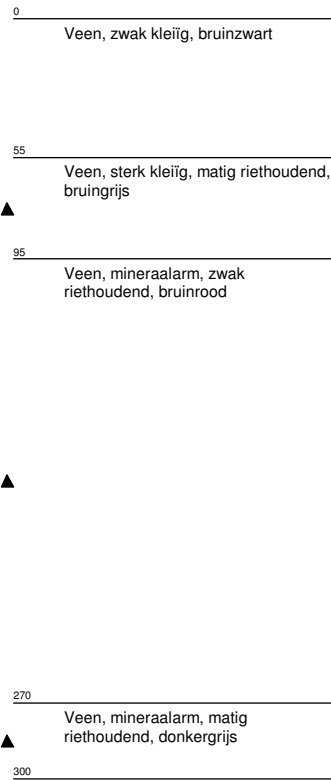 0
Veen, zwak kleiïg, bruinzwart
55
Veen, sterk kleiïg, matig riethoudend,
bruingrijs
95
Veen, mineraalarm, zwak
riethoudend, bruinrood
270
Veen, mineraalarm, matig
riethoudend, donkergrijs
300